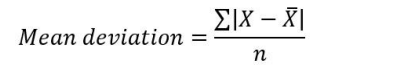 Mean deviation = ∑|X − X̄| / n